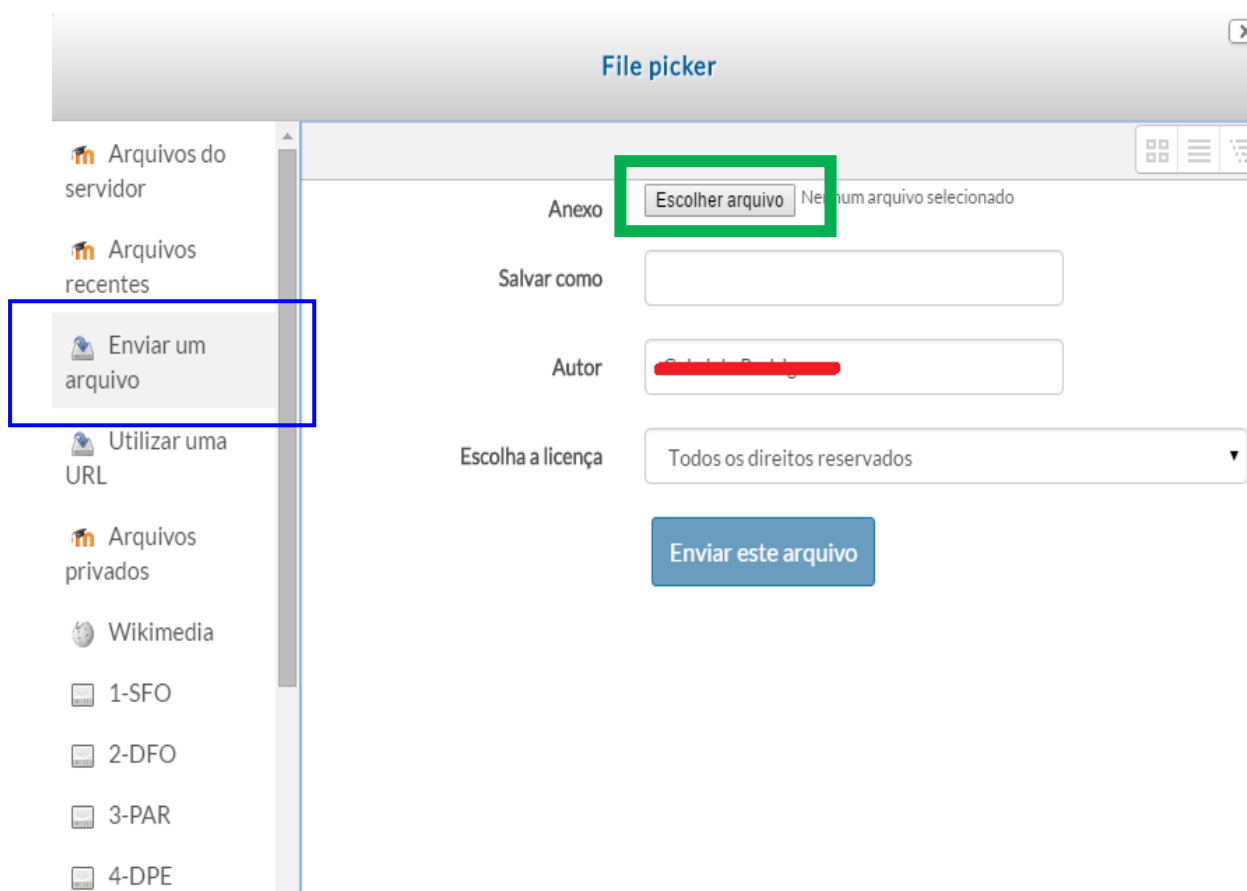 File picker
Arquivos do
servidor
Arquivos
recentes
Enviar um
arquivo
Utilizar uma
URL
Arquivos
privados
Wikimedia
1-SFO
2-DFO
3-PAR
4-DPE
Anexo
Escolher arquivo
Nenhum arquivo selecionado
Salvar como
Autor
Escolha a licença
Todos os direitos reservados
Enviar este arquivo